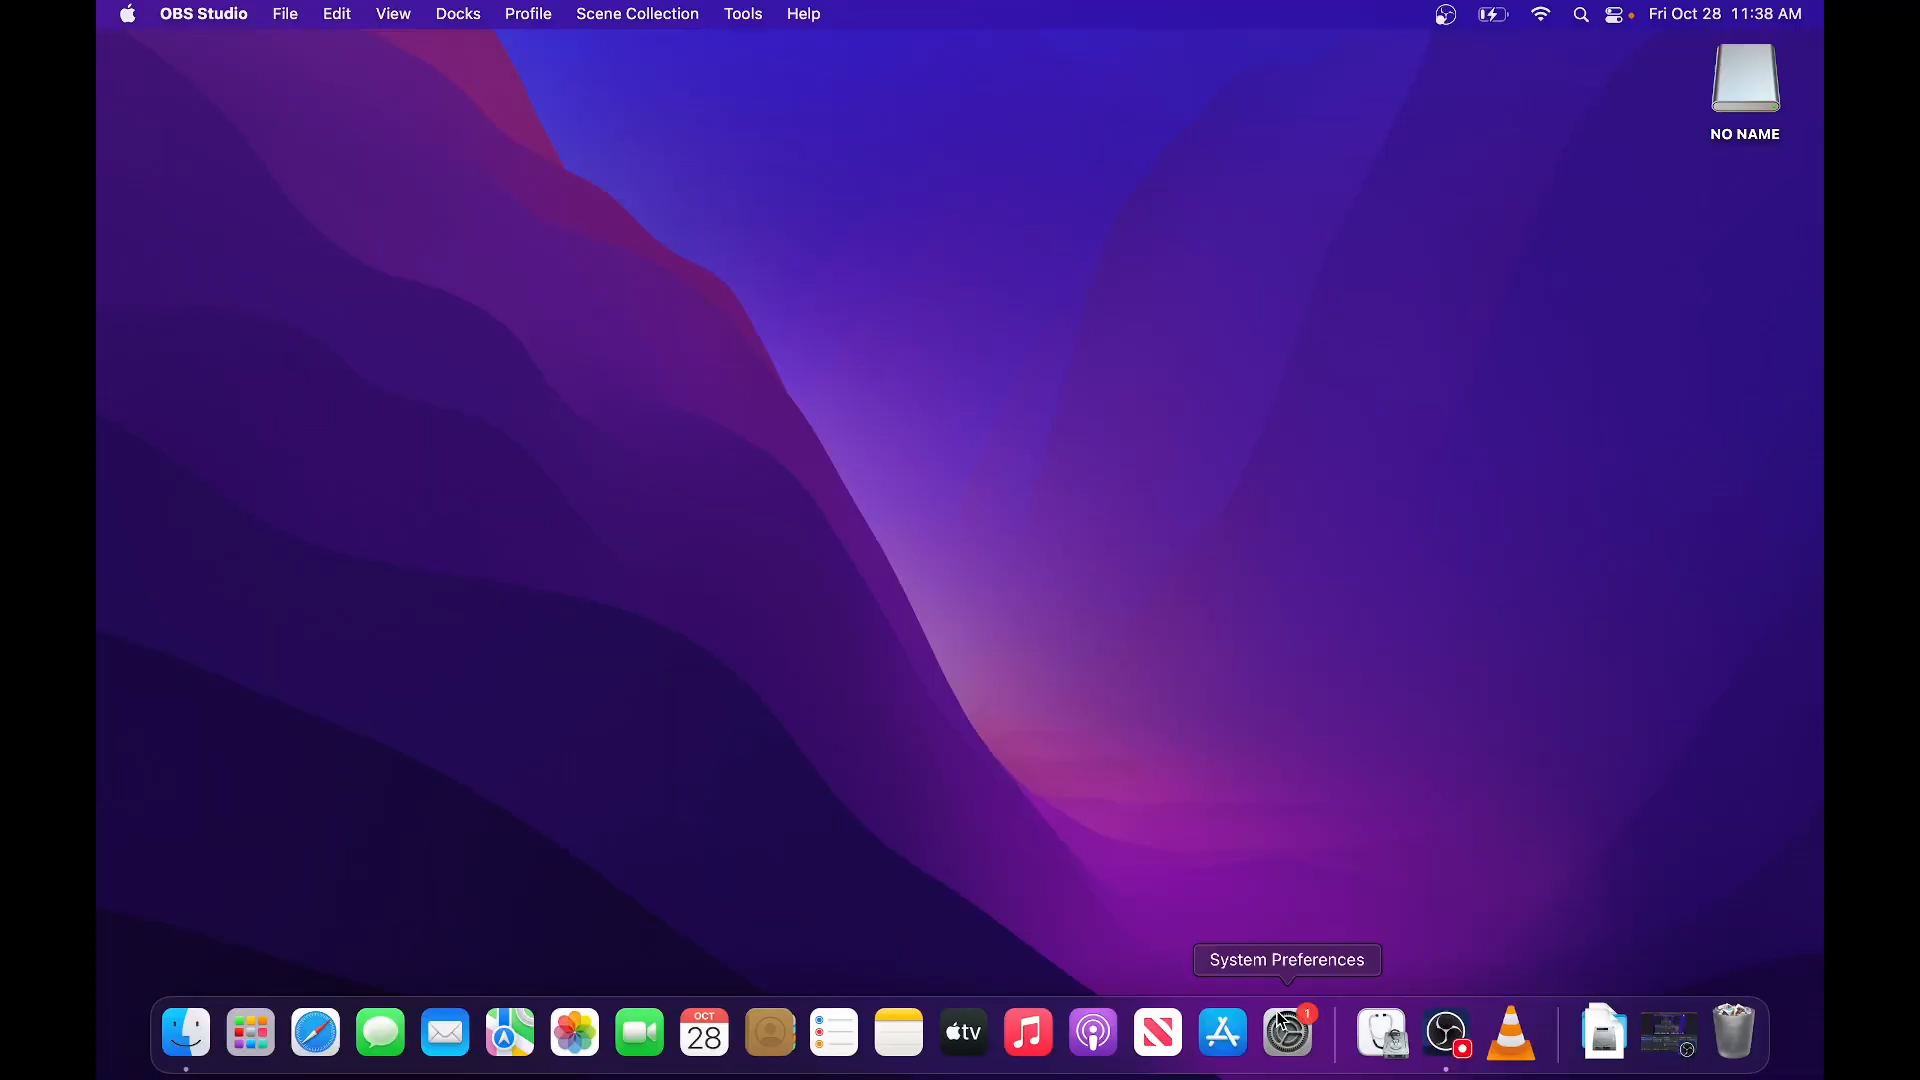 OBS Studio File Edit View Docks Profile Scene Collection Tools Help Fri Oct 28 11:38 AM
NO NAME
System Preferences
OCT
28
tv
1